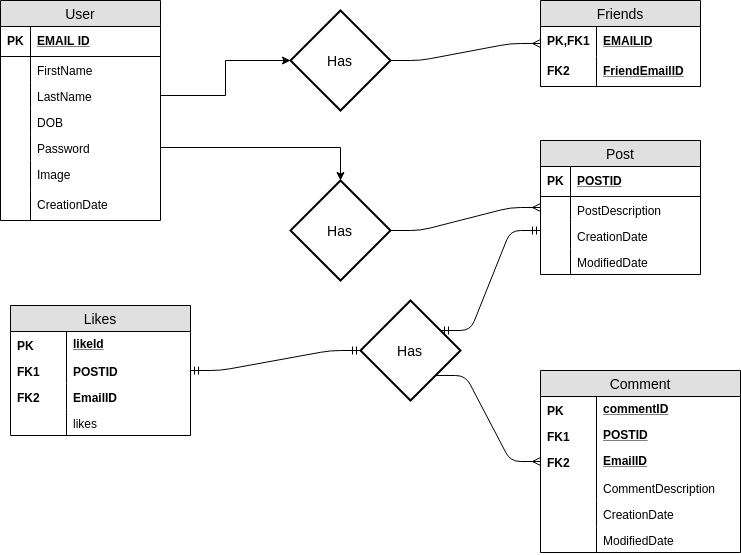 User
PK EMAIL ID
FirstName
LastName
DOB
Password
Image
CreationDate
Has
Friends
PK,FK1 EMAILID
FK2 FriendEmailID
Has
Post
PK POSTID
PostDescription
CreationDate
ModifiedDate
Likes
PK likeId
FK1 POSTID
FK2 EmailID
likes
Has
Comment
PK commentID
FK1 POSTID
FK2 EmailID
CommentDescription
CreationDate
ModifiedDate